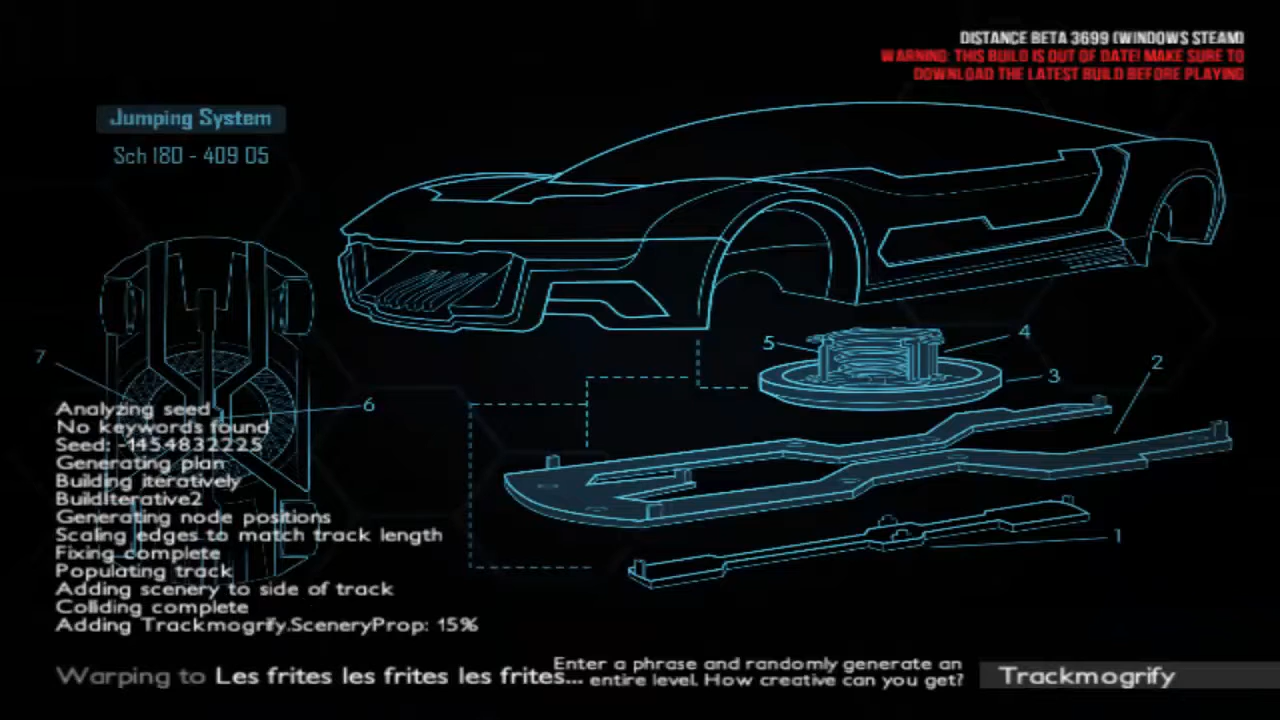 DISTANCE BETA 3699 (WINDOWS STEAM)
WARNING: THIS BUILD IS OUT OF DATE! MAKE SURE TO
DOWNLOAD THE LATEST BUILD BEFORE PLAYING
Jumping System
Sch 180 - 409 05
5
4
3
2
7
6
1
Analyzing seed
No keywords found
Seed: -1454832225
Generating plan
Building iteratively
BuildIterative2
Generating node positions
Scaling edges to match track length
Fixing complete
Populating track
Adding scenery to side of track
Colliding complete
Adding Trackmogrify.SceneryProp: 15%
Warping to Les frites les frites les frites...
Enter a phrase and randomly generate an
entire level. How creative can you get?
Trackmogrify